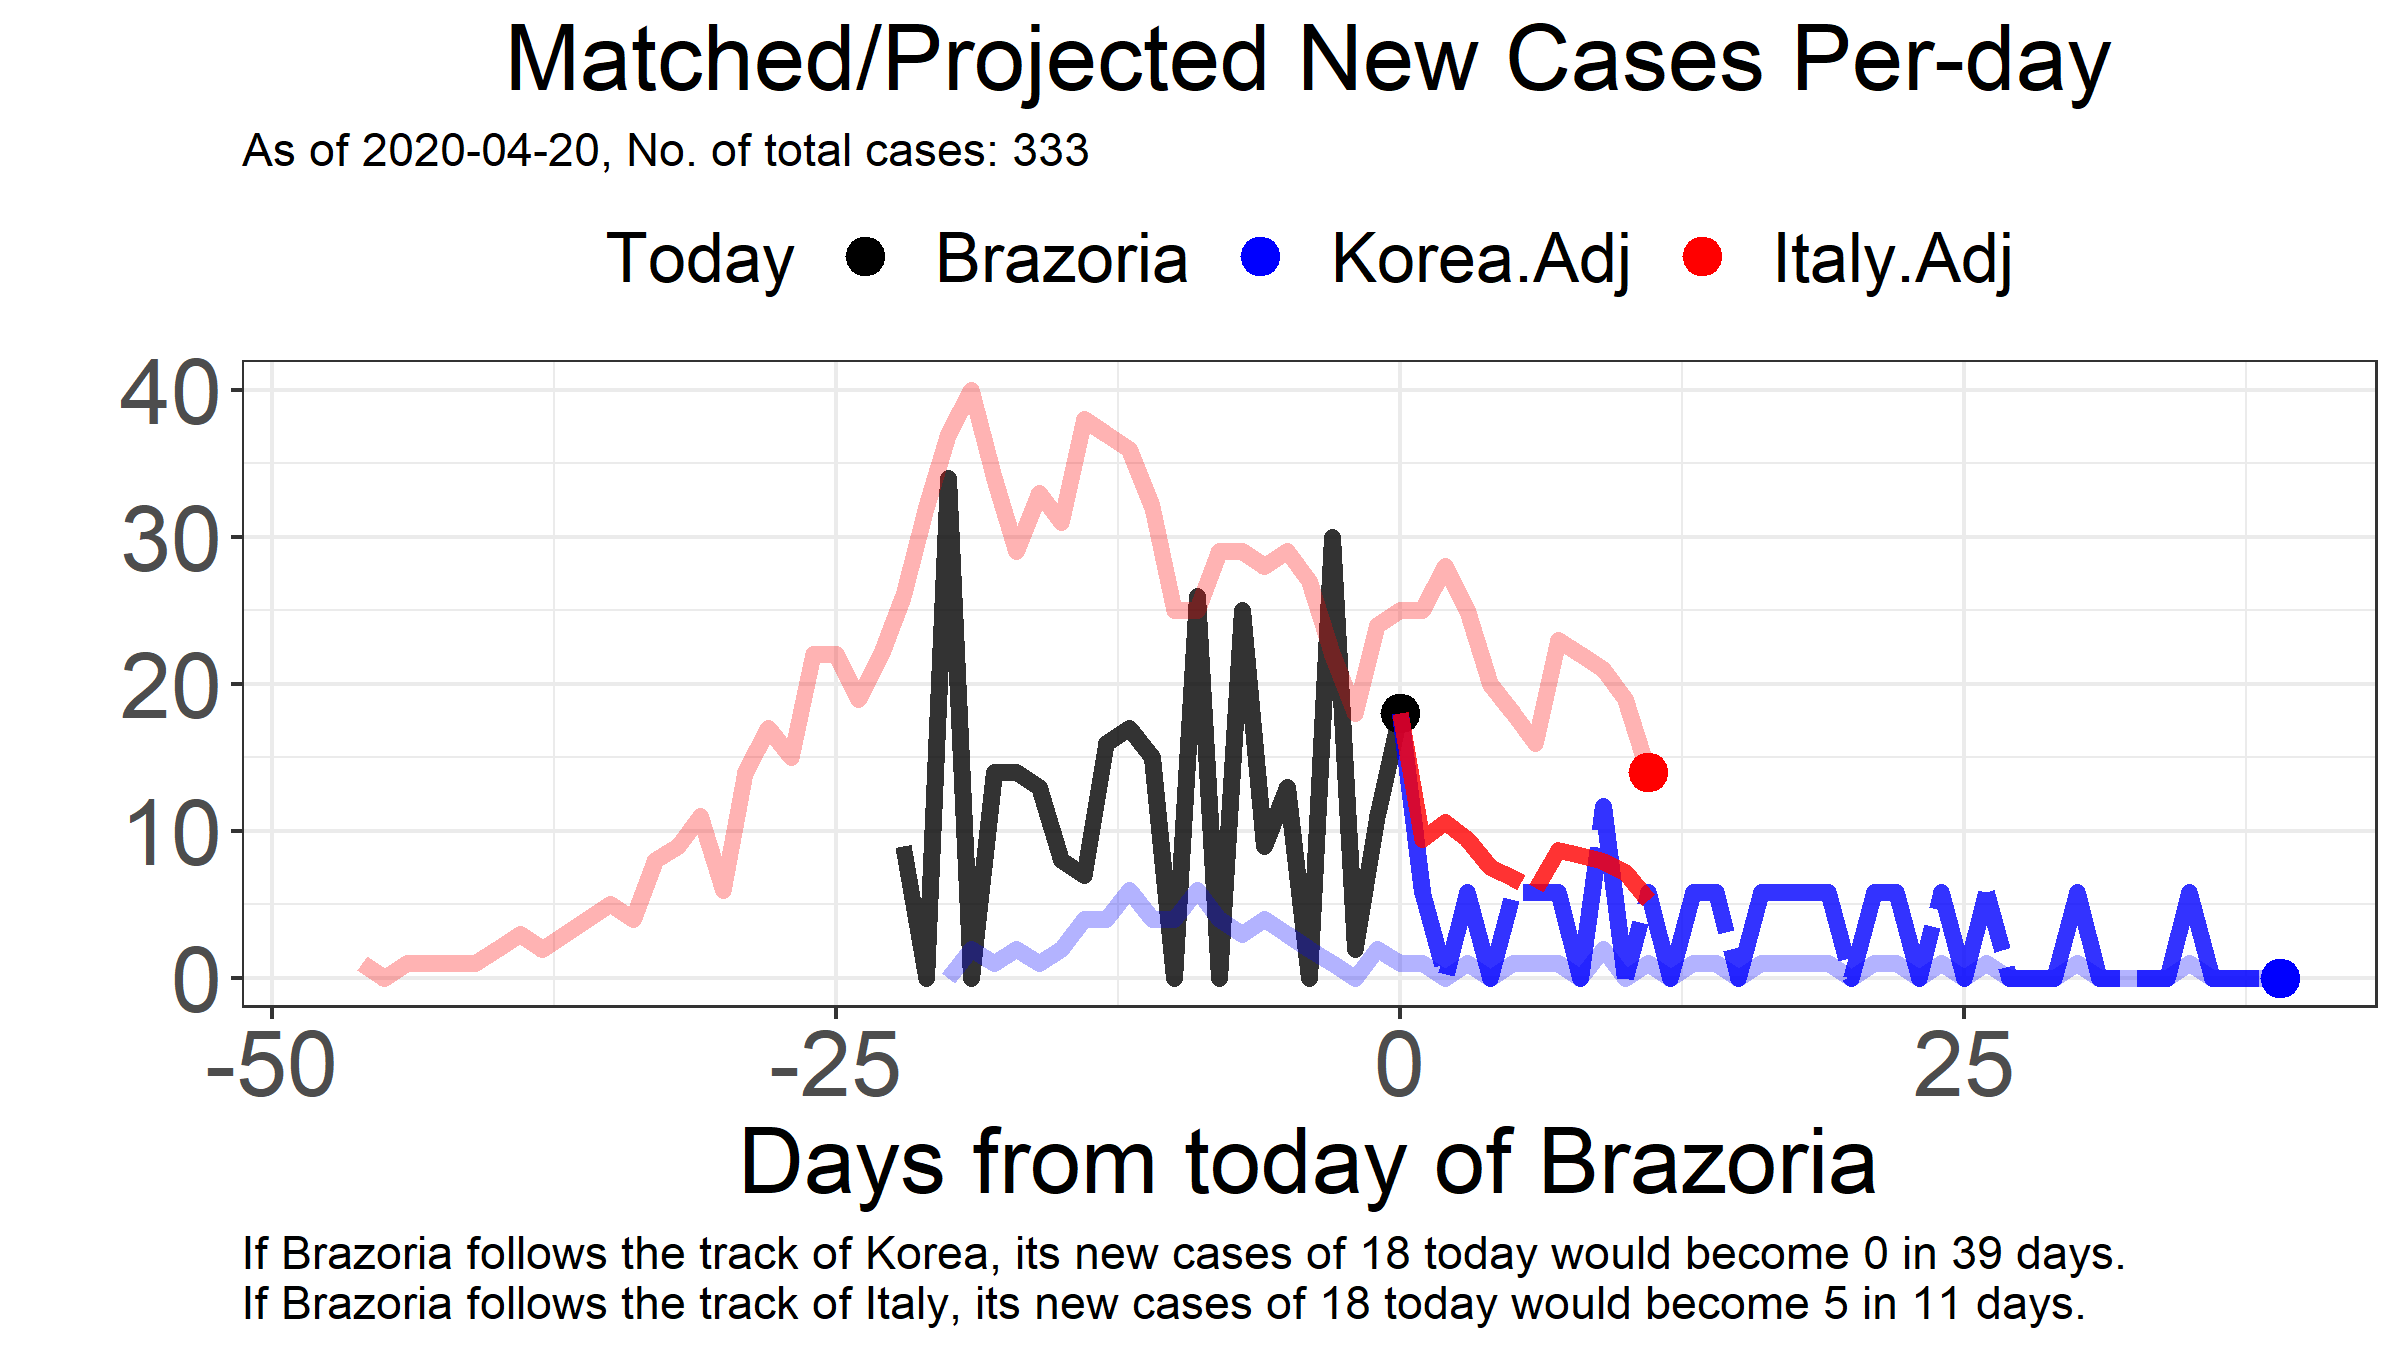 Matched/Projected New Cases Per-day
As of 2020-04-20, No. of total cases: 333
Today Brazoria Korea.Adj Italy.Adj
40
30
20
10
0
-50 -25 0 25
Days from today of Brazoria
If Brazoria follows the track of Korea, its new cases of 18 today would become 0 in 39 days.
If Brazoria follows the track of Italy, its new cases of 18 today would become 5 in 11 days.